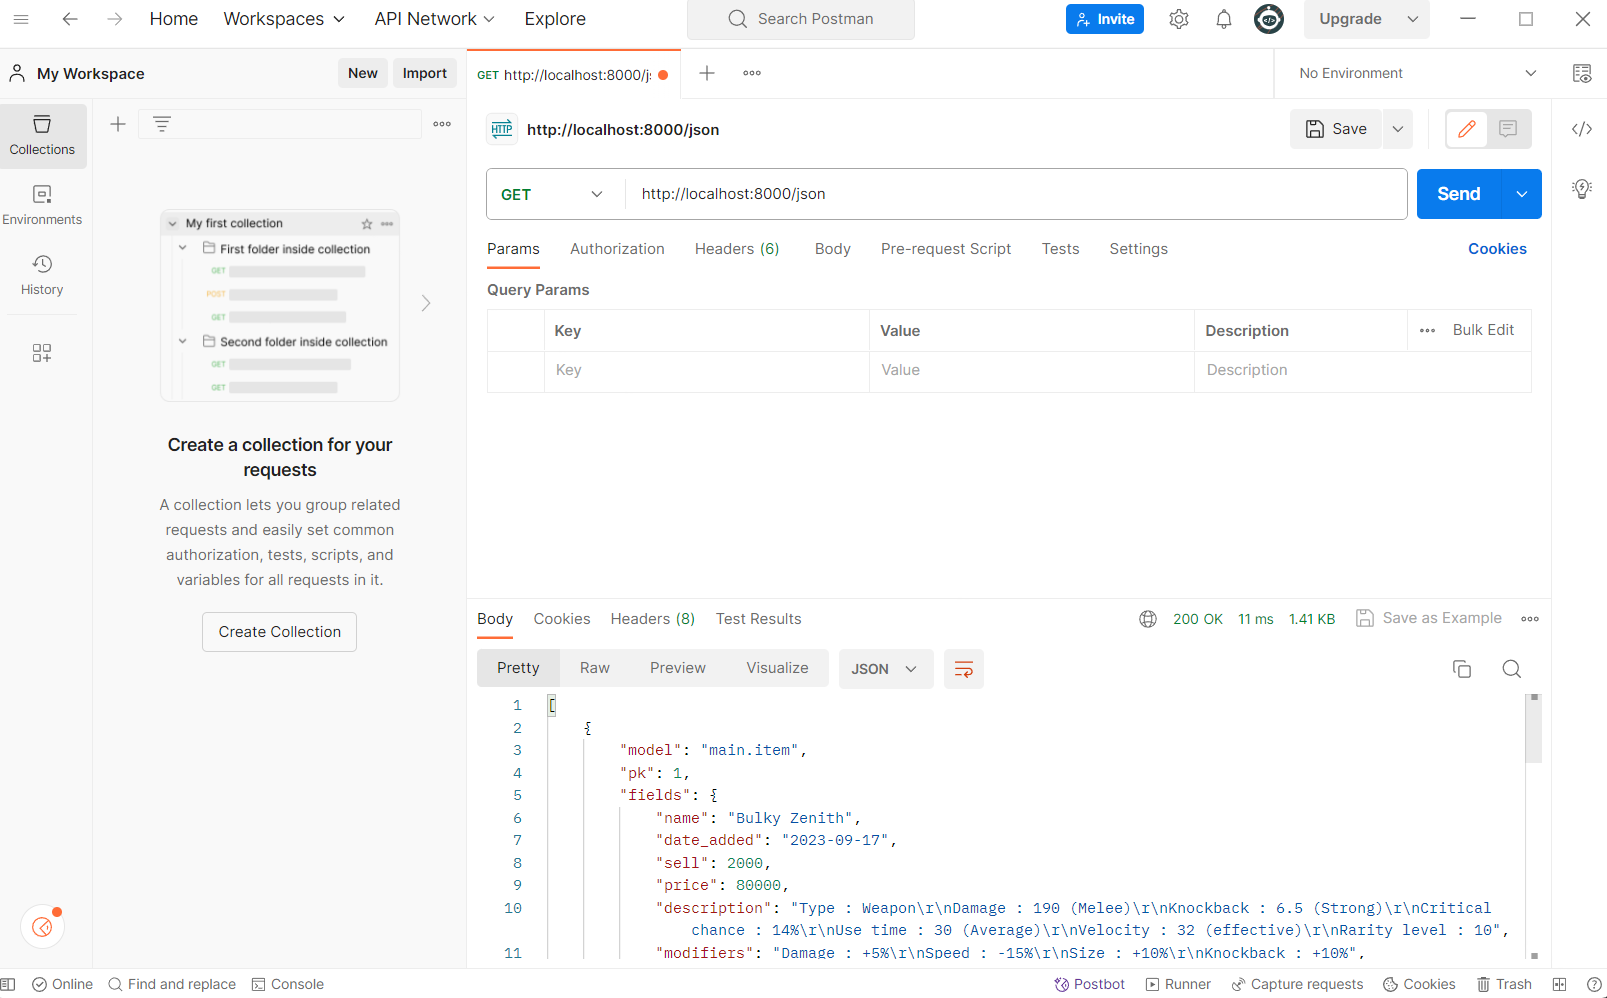 Home Workspaces API Network Explore Search Postman Invite Upgrade
My Workspace New Import GET http://localhost:8000/js No Environment
Collections
Environments
History
My first collection
First folder inside collection
GET
POST
GET
Second folder inside collection
GET
GET
Create a collection for your
requests
A collection lets you group related
requests and easily set common
authorization, tests, scripts, and
variables for all requests in it.
Create Collection
HTTP http://localhost:8000/json Save
GET http://localhost:8000/json Send
Params Authorization Headers (6) Body Pre-request Script Tests Settings Cookies
Query Params
Key Value Description Bulk Edit
Key Value Description
Body Cookies Headers (8) Test Results 200 OK 11 ms 1.41 KB Save as Example
Pretty Raw Preview Visualize JSON
1 [
2 {
3 "model": "main.item",
4 "pk": 1,
5 "fields": {
6 "name": "Bulky Zenith",
7 "date_added": "2023-09-17",
8 "sell": 2000,
9 "price": 80000,
10 "description": "Type : Weapon\r\nDamage : 190 (Melee)\r\nKnockback : 6.5 (Strong)\r\nCritical
chance : 14%\r\nUse time : 30 (Average)\r\nVelocity : 32 (effective)\r\nRarity level : 10",
11 "modifiers": "Damage : +5%\r\nSpeed : -15%\r\nSize : +10%\r\nKnockback : +10%",
Online Find and replace Console Postbot Runner Capture requests Cookies Trash